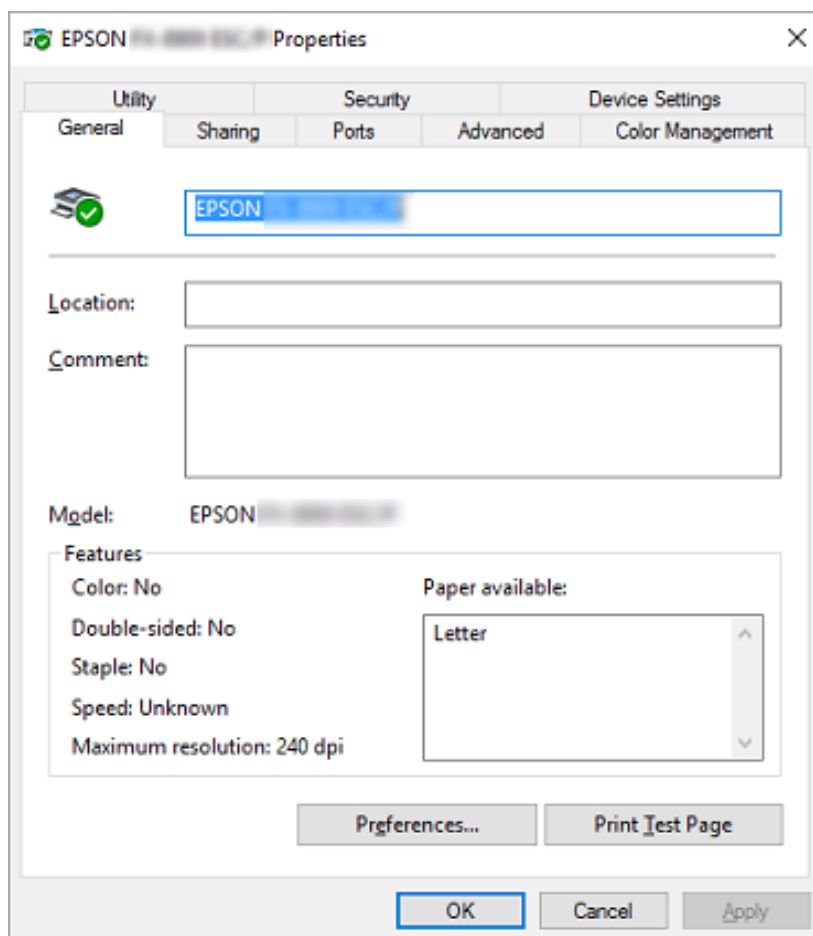 EPSON Properties
Utility Security Device Settings
General Sharing Ports Advanced Color Management
EPSON
Location:
Comment:
Model: EPSON
Features
Color: No
Paper available:
Double-sided: No
Letter
Staple: No
Speed: Unknown
Maximum resolution: 240 dpi
Preferences... Print Test Page
OK Cancel Apply